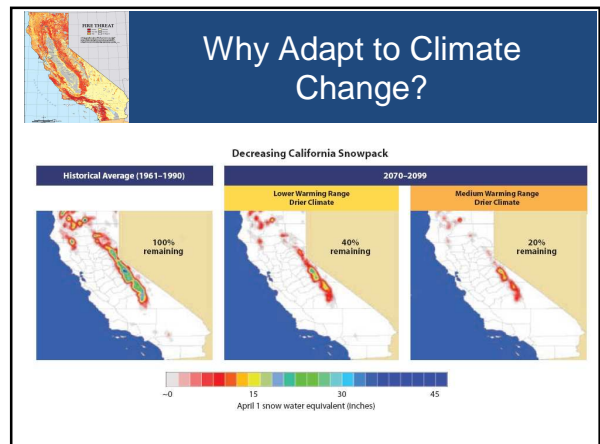 FIRE THREAT
Why Adapt to Climate
Change?
Decreasing California Snowpack
Historical Average (1961–1990)
2070–2099
Lower Warming Range
Drier Climate
Medium Warming Range
Drier Climate
100%
remaining
40%
remaining
20%
remaining
~0 15 30 45
April 1 snow water equivalent (inches)